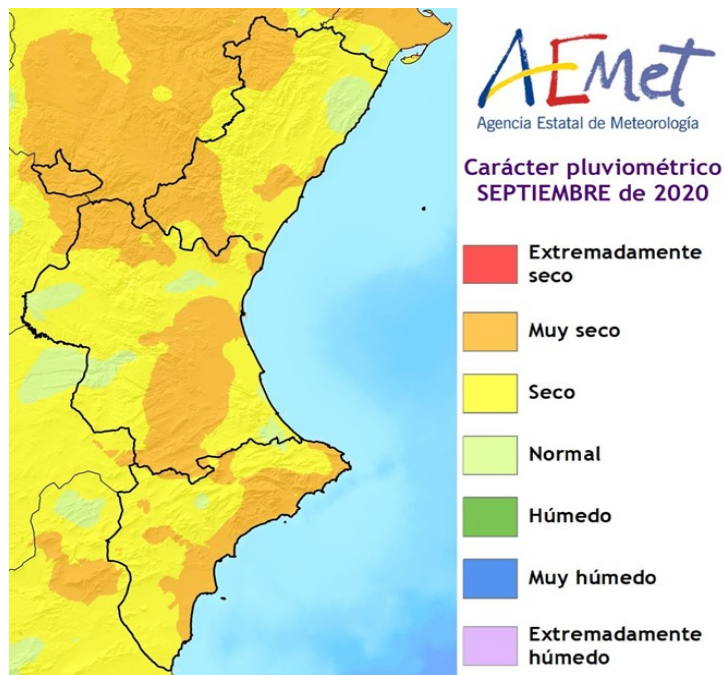 AEMet
Agencia Estatal de Meteorología
Carácter pluviométrico
SEPTIEMBRE de 2020
Extremadamente
seco
Muy seco
Seco
Normal
Húmedo
Muy húmedo
Extremadamente
húmedo